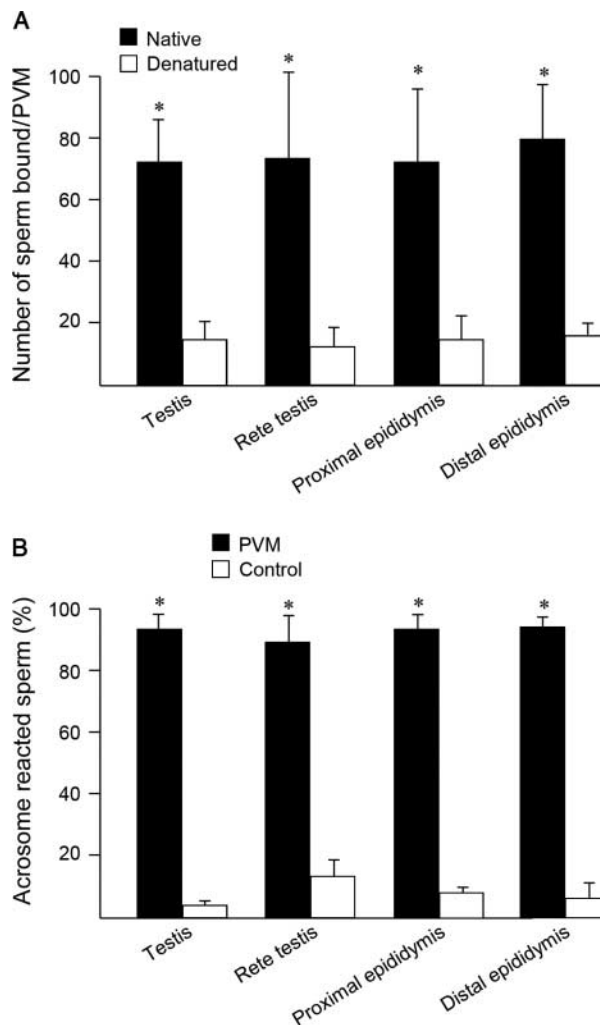 A
Native
Denatured
Number of sperm bound/PVM
100
80
60
40
20
* * * *
Testis
Rete testis
Proximal epididymis
Distal epididymis
B
PVM
Control
Acrosome reacted sperm (%)
100
80
60
40
20
* * * *
Testis
Rete testis
Proximal epididymis
Distal epididymis